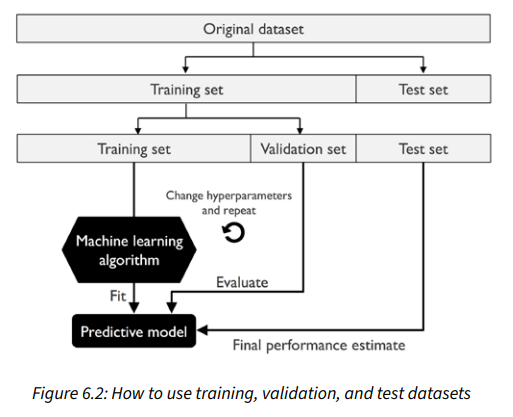 Original dataset
Training set
Test set
Training set
Validation set
Test set
Change hyperparameters
and repeat
Machine learning
algorithm
Fit
Evaluate
Predictive model
Final performance estimate
Figure 6.2: How to use training, validation, and test datasets